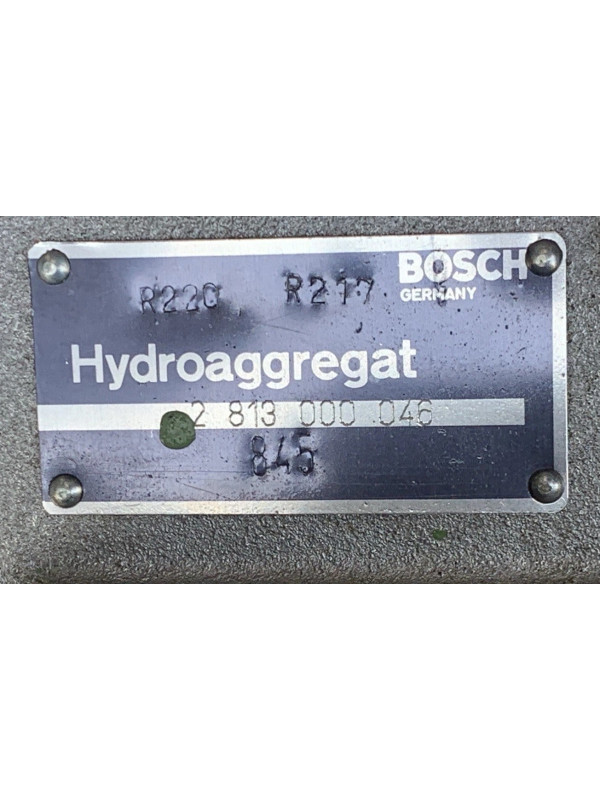 BOSCH
GERMANY
R220 R217
Hydroaggregat
2 813 000 046
845